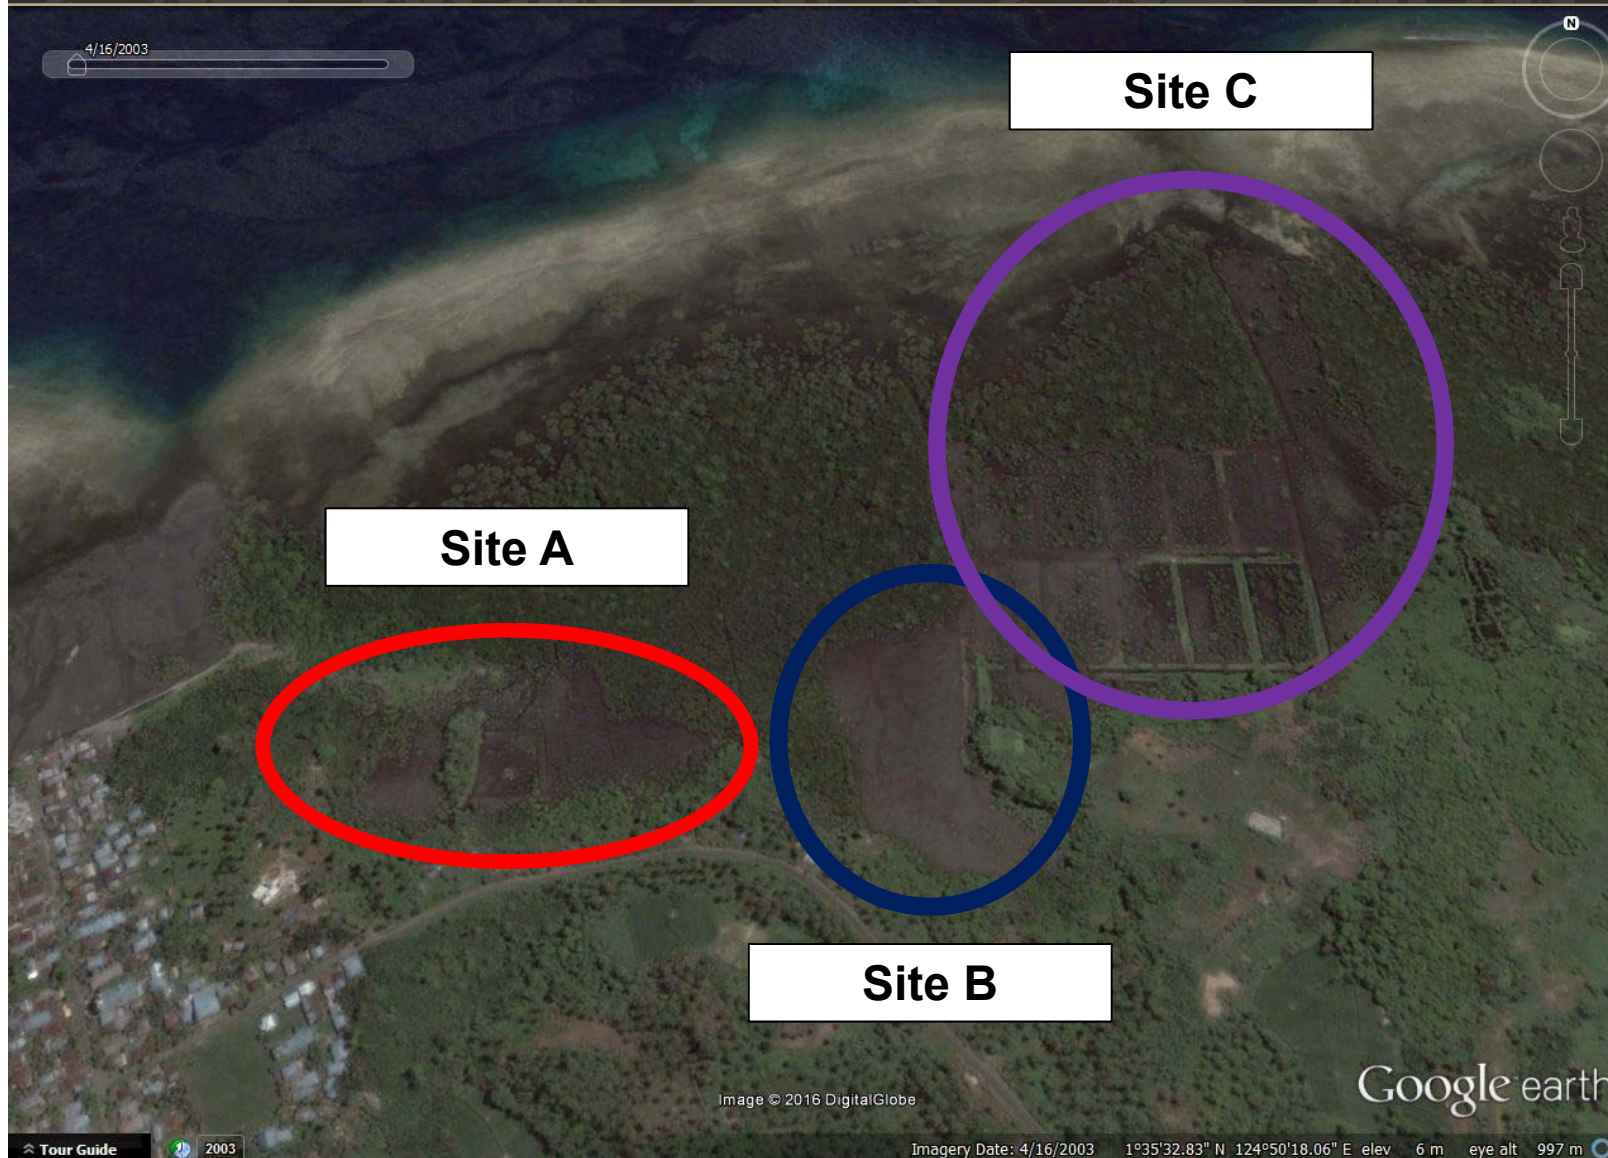 4/16/2003
N
Site C
Site A
Site B
Google earth
Image © 2016 DigitalGlobe
Tour Guide
2003
Imagery Date: 4/16/2003 1°35'32.83" N 124°50'18.06" E elev 6 m eye alt 997 m